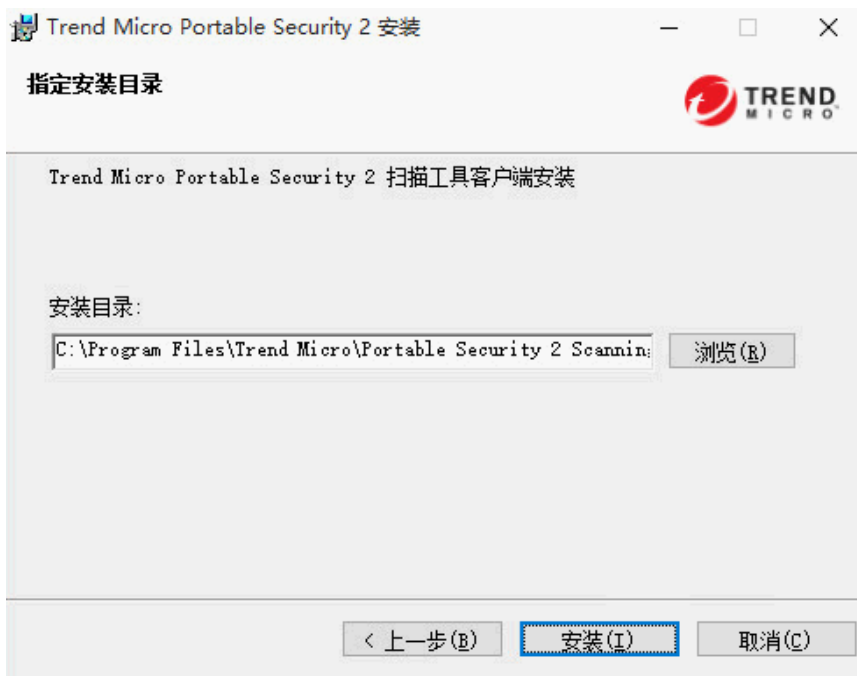 Trend Micro Portable Security 2 安装
指定安装目录
TREND
MICRO
Trend Micro Portable Security 2 扫描工具客户端安装
安装目录:
C:\Program Files\Trend Micro\Portable Security 2 Scannin
浏览(R)
< 上一步(B)
安装(I)
取消(C)